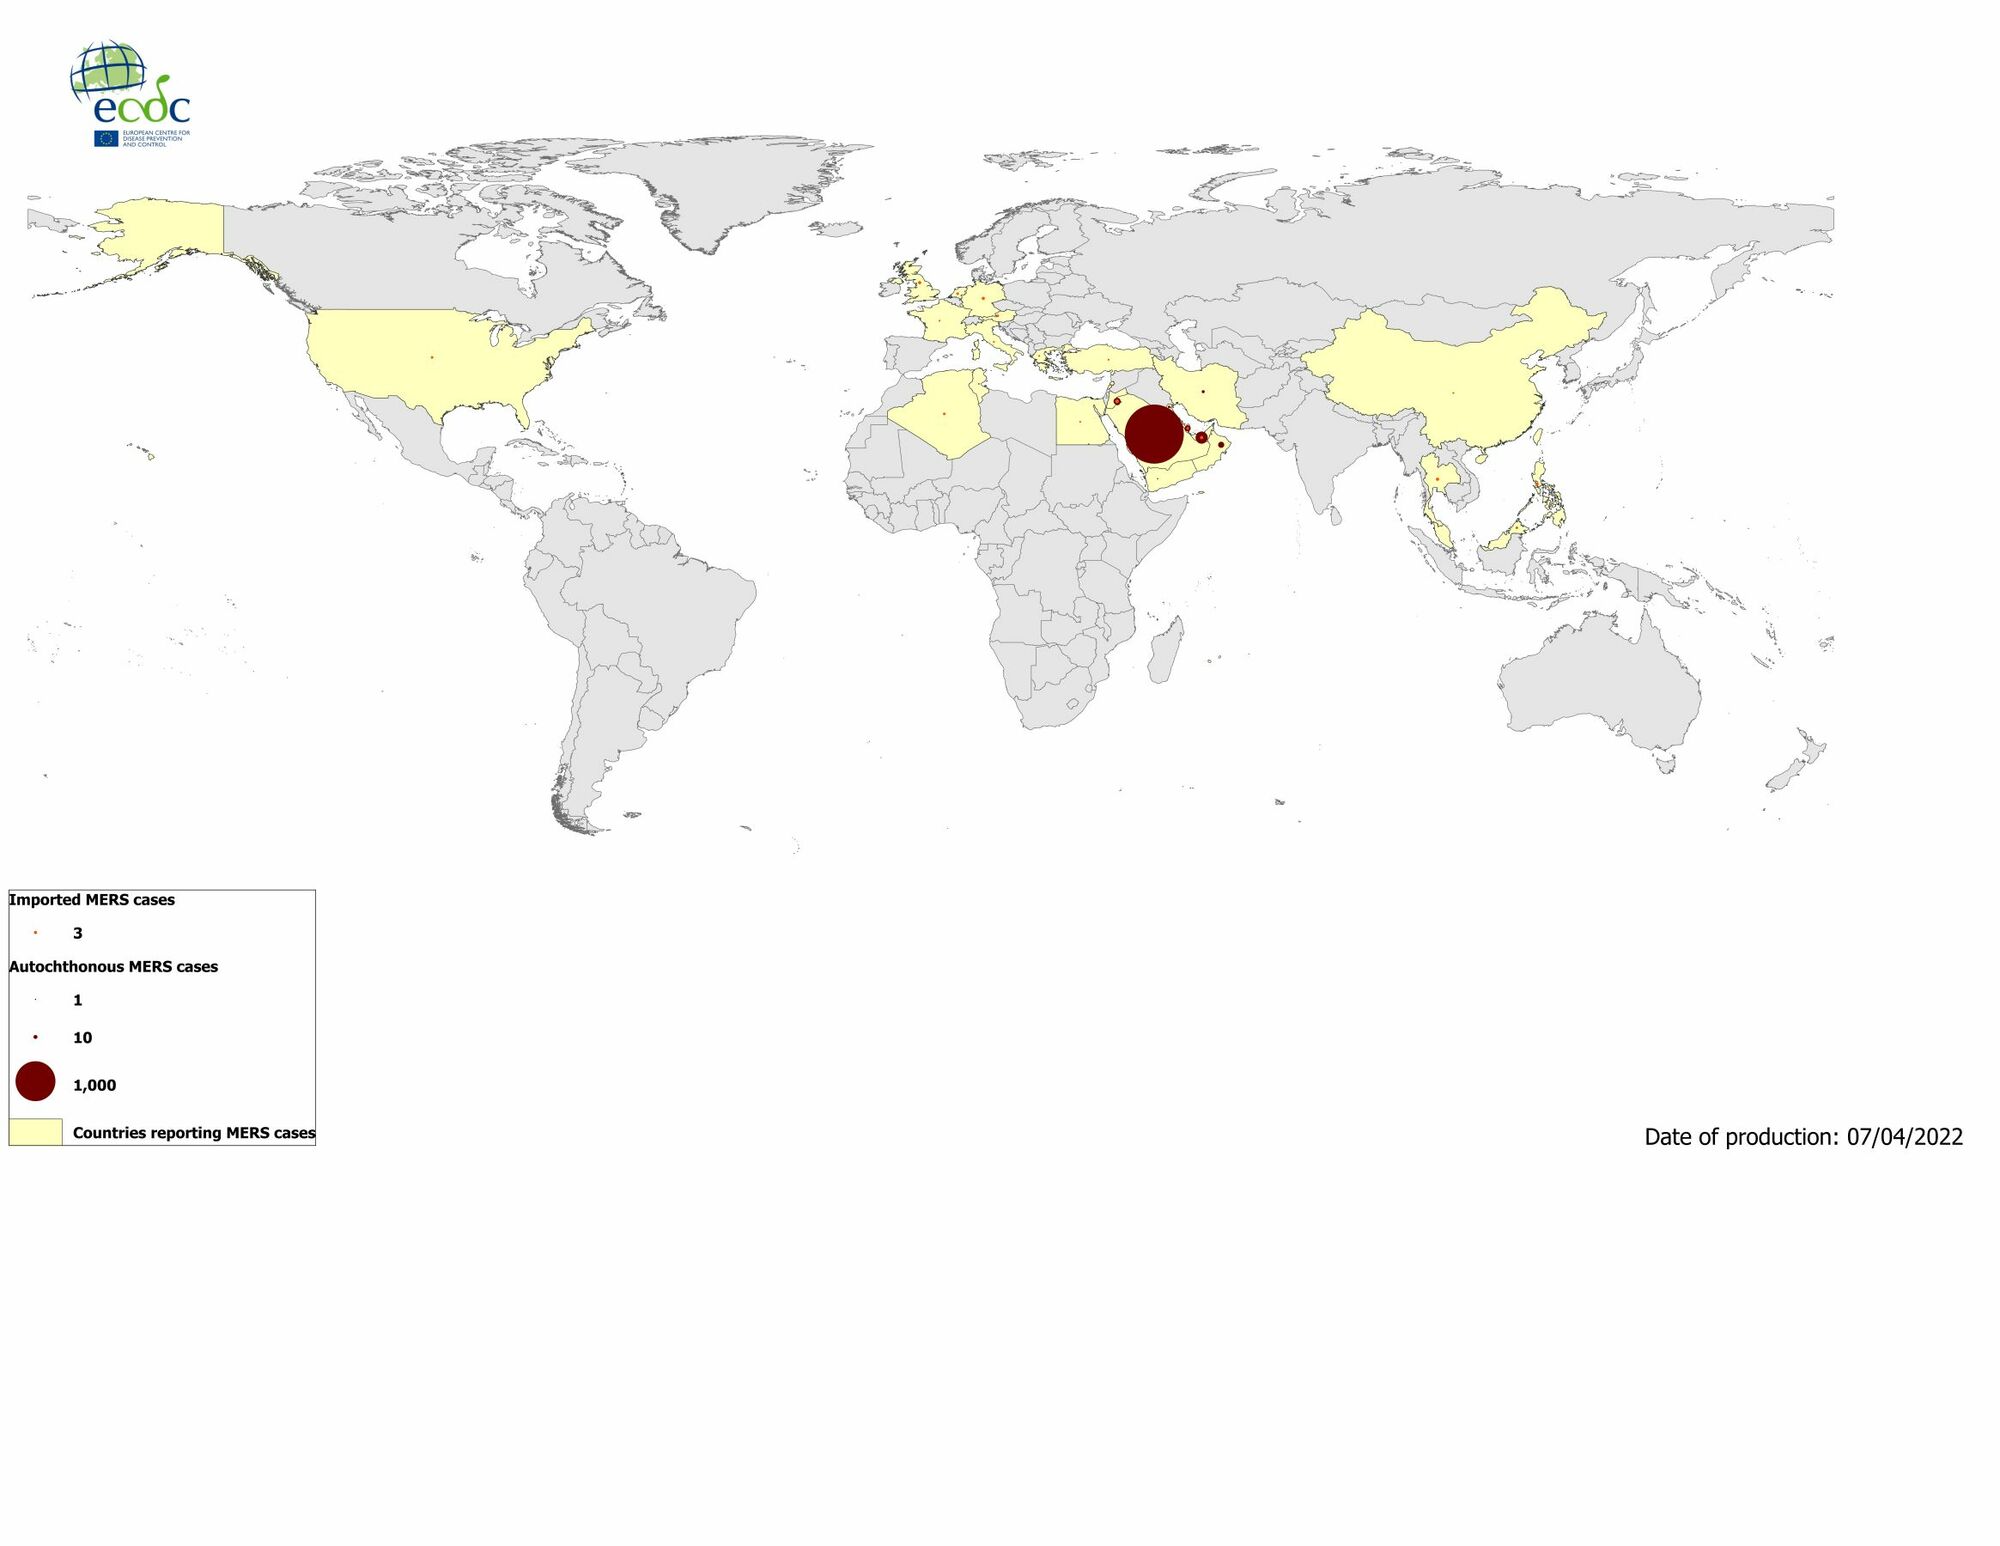 ecdc
EUROPEAN CENTRE FOR
DISEASE PREVENTION
AND CONTROL
Imported MERS cases
3
Autochthonous MERS cases
1
10
1,000
Countries reporting MERS cases
Date of production: 07/04/2022